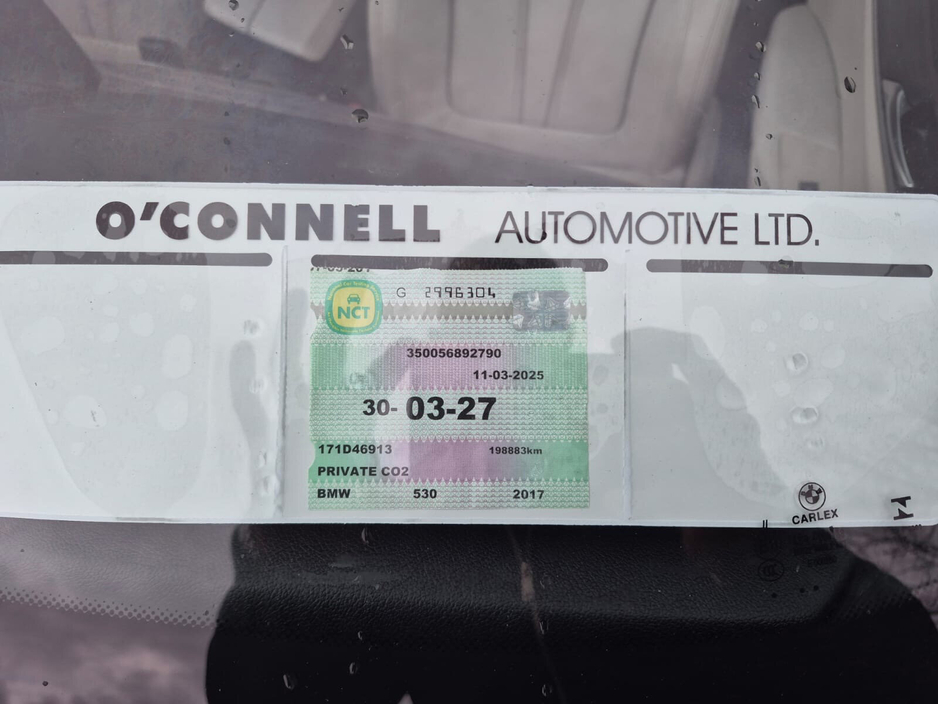 O'CONNELL AUTOMOTIVE LTD.
NCT
G 2996304
350056892790
11-03-2025
30- 03-27
171D46913 198883km
PRIVATE CO2
BMW 530 2017
CARLEX